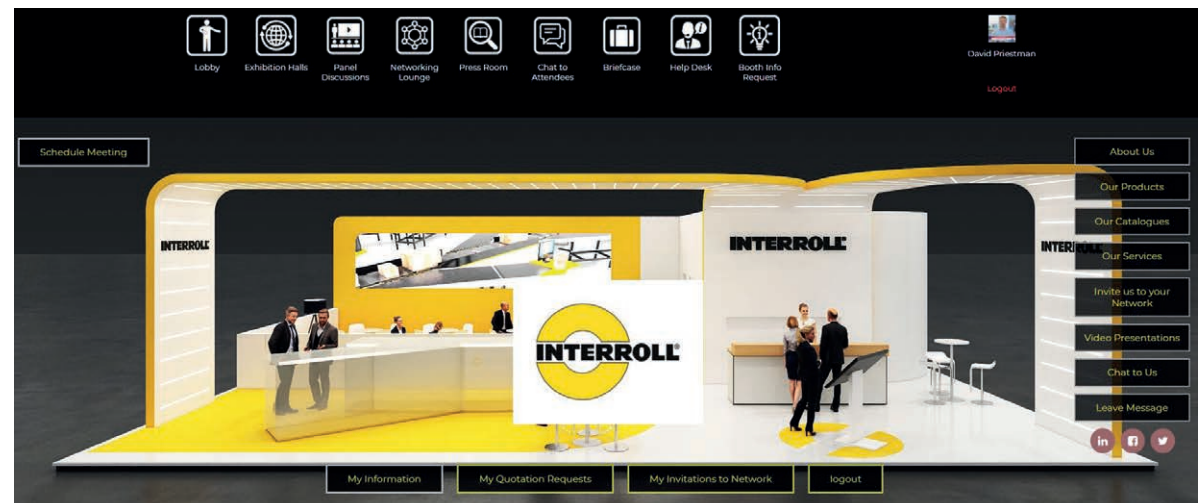 Lobby
Exhibition Halls
Panel
Discussions
Networking
Lounge
Press Room
Chat to
Attendees
Briefcase
Help Desk
Booth Info
Request
David Priestman
Logout
Schedule Meeting
About Us
Our Products
Our Catalogues
Our Services
Invite us to your
Network
Video Presentations
Chat to Us
Leave Message
INTERROLL
INTERROLL
INTERROLL
INTERROLL
My Information
My Quotation Requests
My Invitations to Network
logout